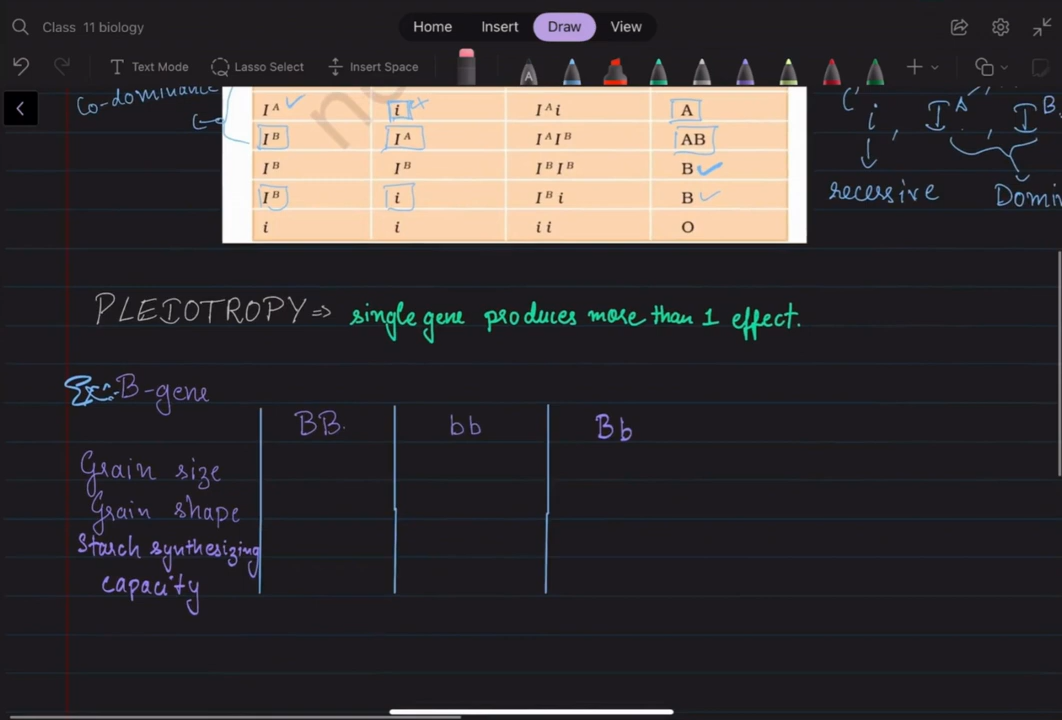 Class 11 biology
Home Insert Draw View
Text Mode Lasso Select Insert Space
A
Co-dominance
I^A i I^A i A
I^B I^A I^A I^B AB
I^B I^B I^B I^B B
I^B i I^B i B
i i i i O
i, I^A, I^B
recessive Domi
PLEIOTROPY => single gene produces more than 1 effect.
Ex:- B-gene
BB. bb Bb
Grain size
Grain shape
Starch synthesizing
capacity